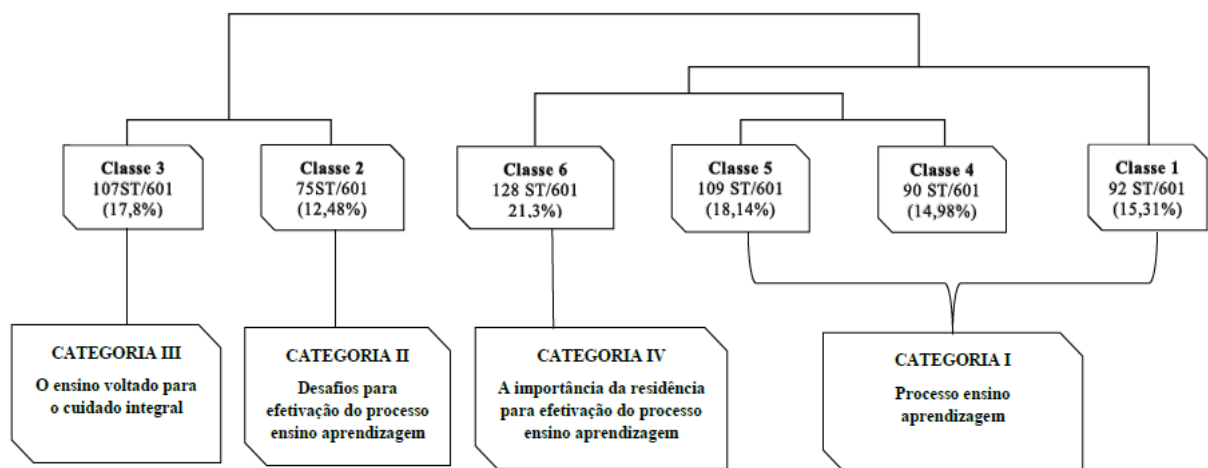 Classe 3
107ST/601
(17,8%)
Classe 2
75ST/601
(12,48%)
Classe 6
128 ST/601
21,3%)
Classe 5
109 ST/601
(18,14%)
Classe 4
90 ST/601
(14,98%)
Classe 1
92 ST/601
(15,31%)
CATEGORIA III
O ensino voltado para
o cuidado integral
CATEGORIA II
Desafios para
efetivação do processo
ensino aprendizagem
CATEGORIA IV
A importância da residência
para efetivação do processo
ensino aprendizagem
CATEGORIA I
Processo ensino
aprendizagem